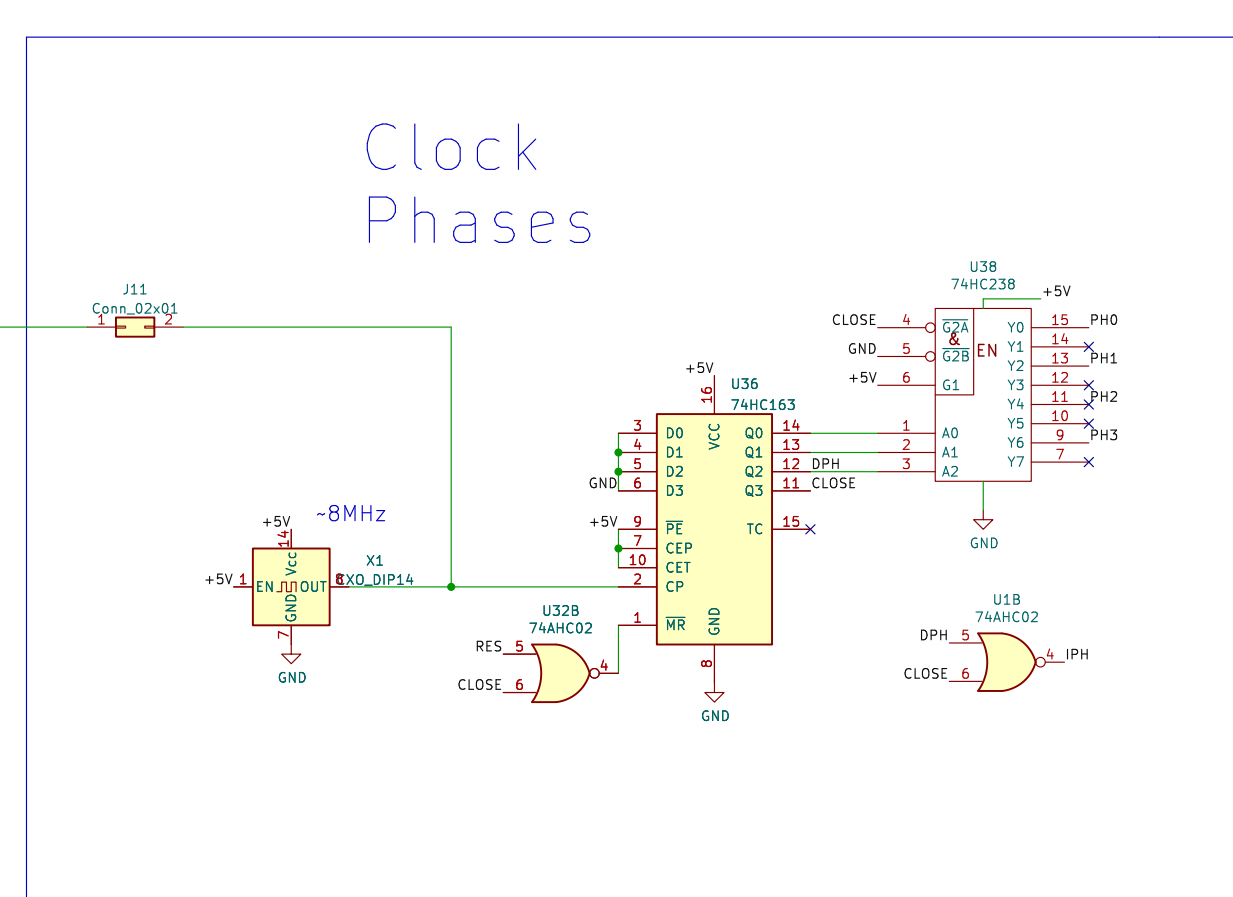 Clock
Phases
J11
Conn_02x01
1
2
U38
74HC238
+5V
CLOSE 4 G2A Y0 15 PH0
& EN
Y1 14
GND 5 G2B Y2 13 PH1
+5V 6 G1 Y3 12
Y4 11 PH2
Y5 10
1 A0 Y6 9 PH3
2 A1 Y7 7
3 A2
GND
+5V
16
U36
74HC163
VCC
3 D0 Q0 14
4 D1 Q1 13
5 D2 Q2 12 DPH
GND 6 D3 Q3 11 CLOSE
+5V 9 PE TC 15
7 CEP
10 CET
2 CP
1 MR
GND
8
GND
~8MHz
+5V
14
X1
CXO_DIP14
+5V 1 EN OUT 8
Vcc
GND
7
GND
U32B
74AHC02
RES 5
4
CLOSE 6
U1B
74AHC02
DPH 5
4 IPH
CLOSE 6